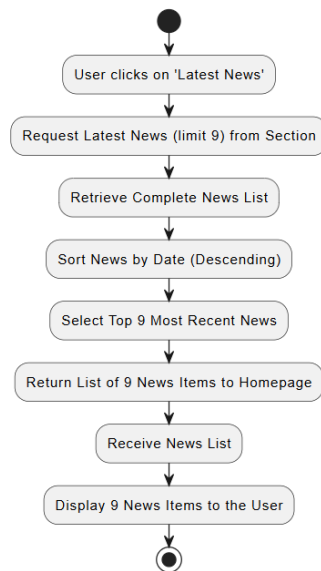 User clicks on 'Latest News'
Request Latest News (limit 9) from Section
Retrieve Complete News List
Sort News by Date (Descending)
Select Top 9 Most Recent News
Return List of 9 News Items to Homepage
Receive News List
Display 9 News Items to the User